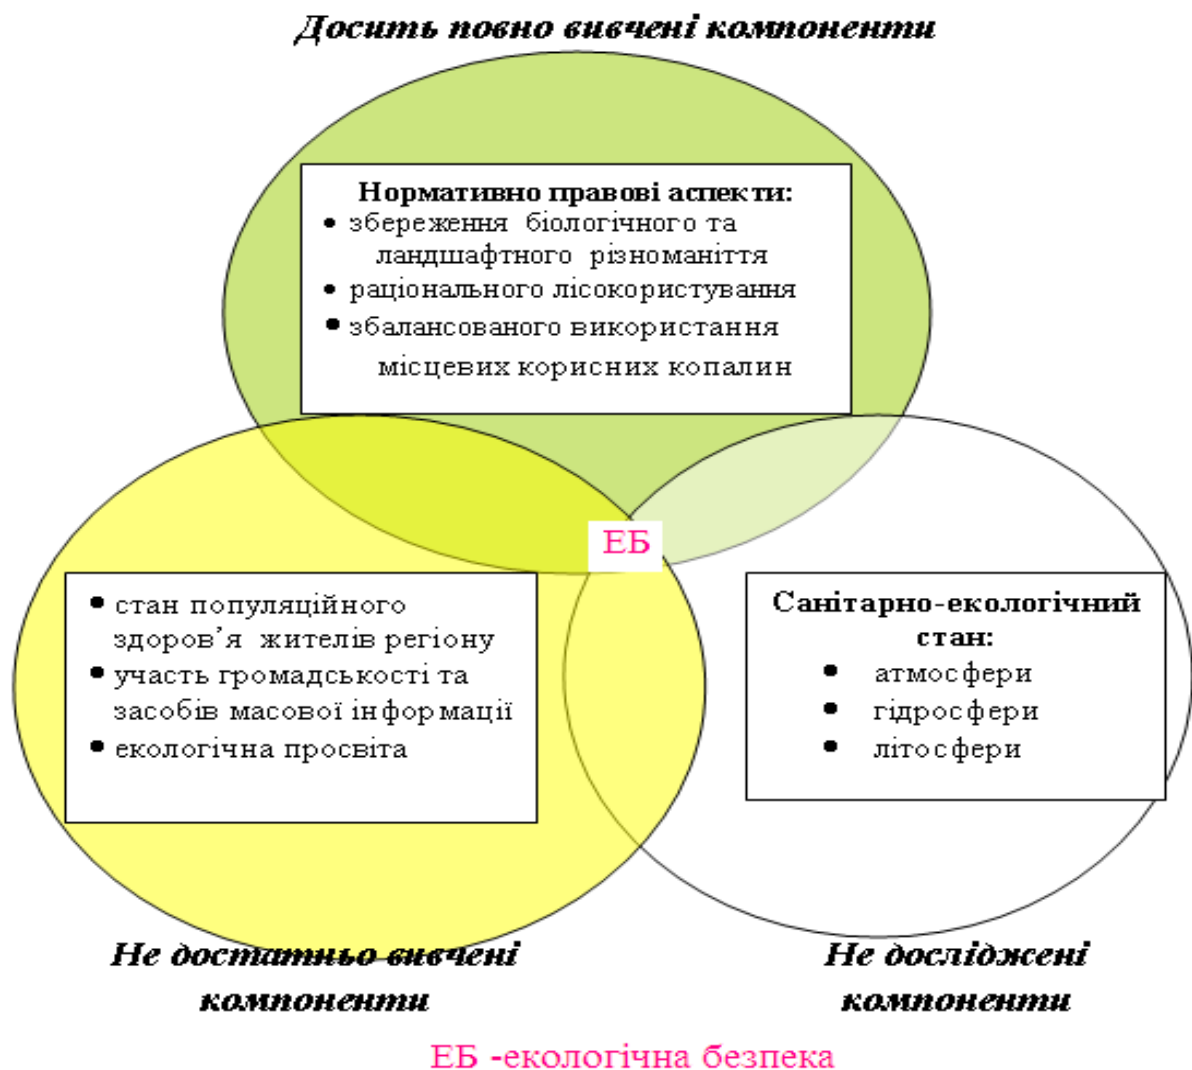 Досить повно вивчені компоненти
Нормативно правові аспекти:
• збереження біологічного та
ландшафтного різноманіття
• раціонального лісокористування
• збалансованого використання
місцевих корисних копалин
ЕБ
• стан популяційного
здоров’я жителів регіону
• участь громадськості та
засобів масової інформації
• екологічна просвіта
Санітарно-екологічний
стан:
• атмосфери
• гідросфери
• літосфери
Не достатньо вивчені
компоненти
Не досліджені
компоненти
ЕБ -екологічна безпека